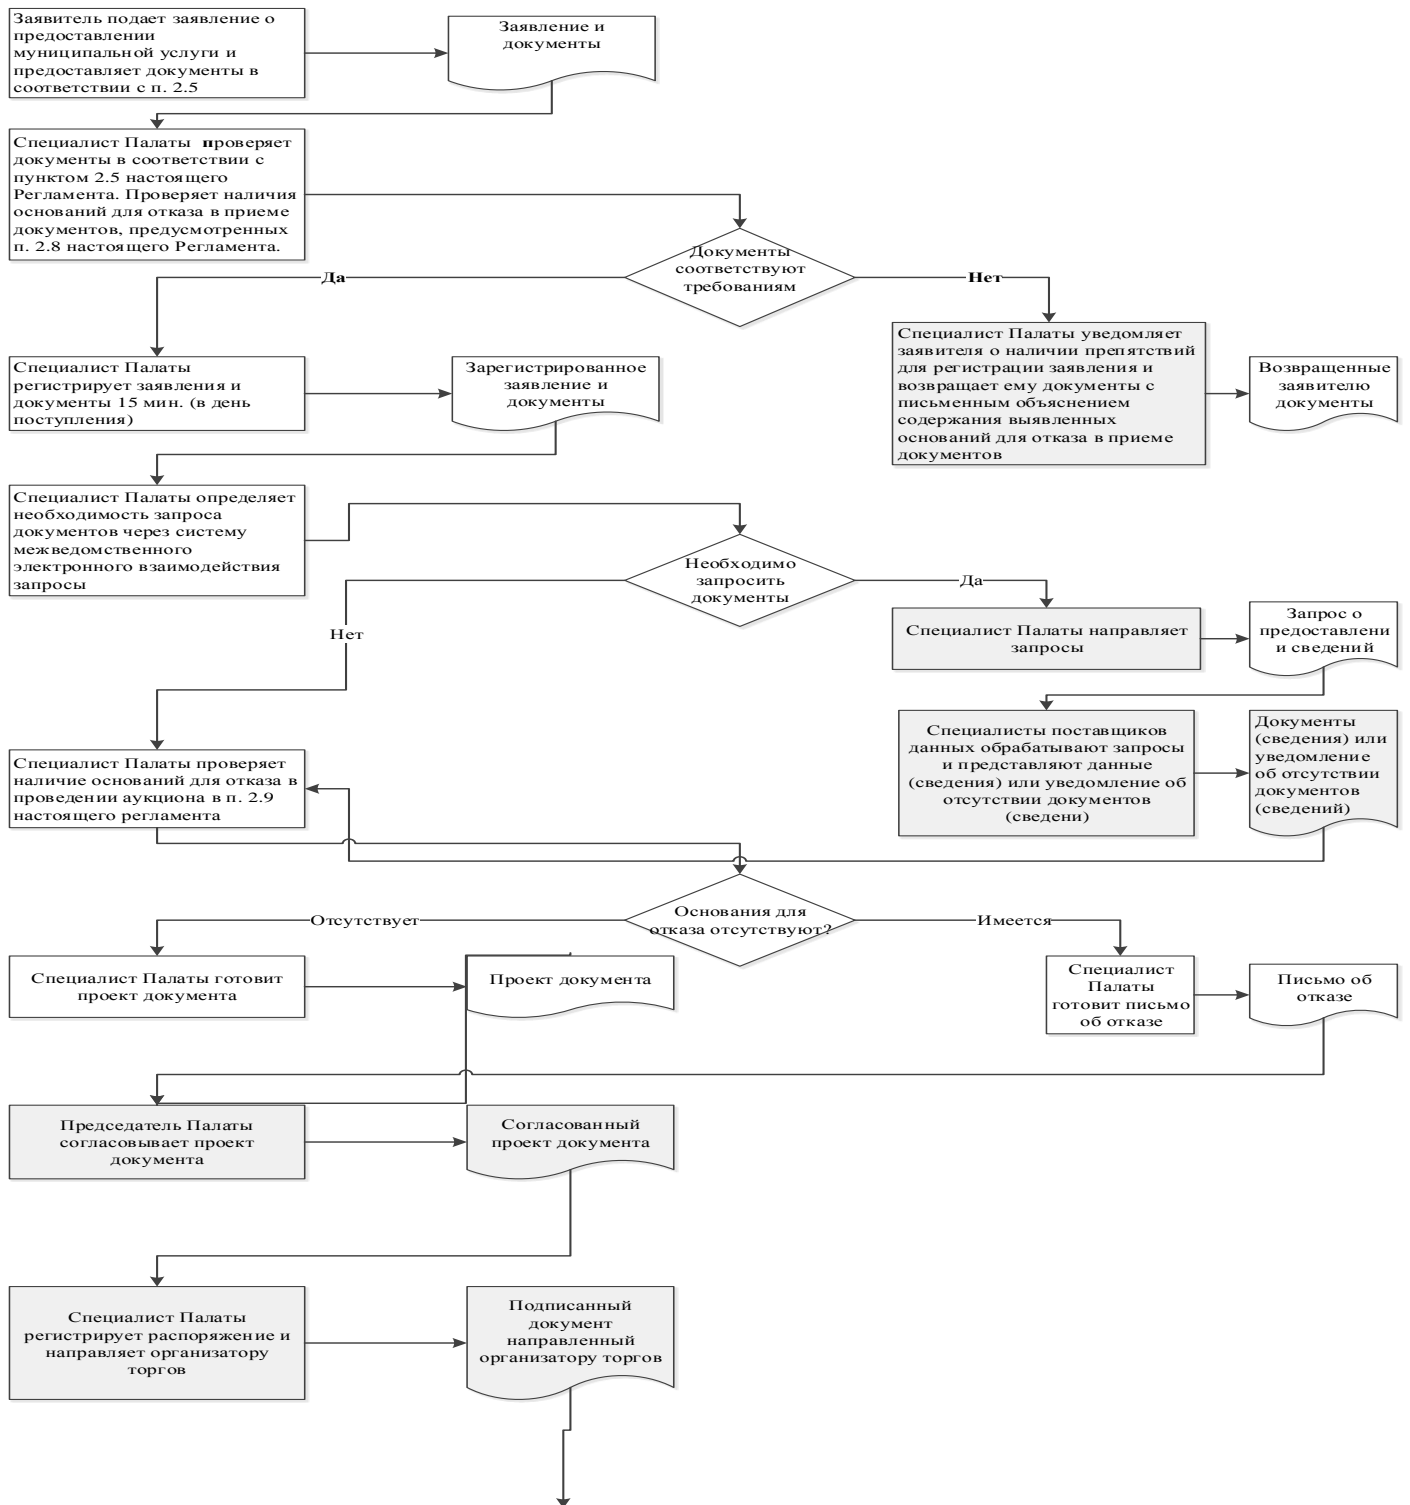 Заявитель подает заявление о
предоставлении
муниципальной услуги и
предоставляет документы в
соответствии с п. 2.5
Заявление и
документы
Специалист Палаты проверяет
документы в соответствии с
пунктом 2.5 настоящего
Регламента. Проверяет наличия
оснований для отказа в приеме
документов, предусмотренных
п. 2.8 настоящего Регламента.
Документы
соответствуют
требованиям
Да
Нет
Специалист Палаты уведомляет
заявителя о наличии препятствий
для регистрации заявления и
возвращает ему документы с
письменным объяснением
содержания выявленных
оснований для отказа в приеме
документов
Возвращенные
заявителю
документы
Специалист Палаты
регистрирует заявления и
документы 15 мин. (в день
поступления)
Зарегистрированное
заявление и
документы
Специалист Палаты определяет
необходимость запроса
документов через систему
межведомственного
электронного взаимодействия
запросы
Необходимо
запросить
документы
Да
Нет
Специалист Палаты направляет
запросы
Запрос о
предоставлени
и сведений
Специалисты поставщиков
данных обрабатывают запросы
и представляют данные
(сведения) или уведомление об
отсутствии документов
(сведени)
Документы
(сведения) или
уведомление
об отсутствии
документов
(сведений)
Специалист Палаты проверяет
наличие оснований для отказа в
проведении аукциона в п. 2.9
настоящего регламента
Основания для
отказа отсутствуют?
Отсутствует
Имеется
Специалист Палаты готовит
проект документа
Проект документа
Специалист
Палаты
готовит письмо
об отказе
Письмо об
отказе
Председатель Палаты
согласовывает проект
документа
Согласованный
проект документа
Специалист Палаты
регистрирует распоряжение и
направляет организатору
торгов
Подписанный
документ
направленный
организатору торгов